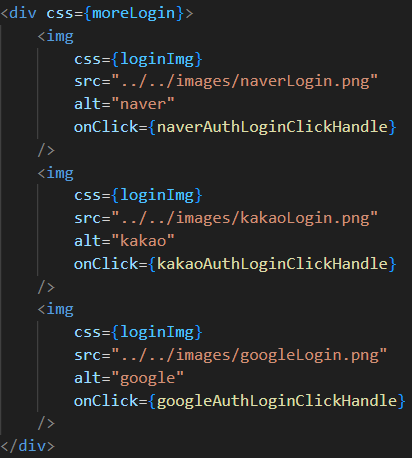 <div css={moreLogin}>
<img
css={loginImg}
src="../../images/naverLogin.png"
alt="naver"
onClick={naverAuthLoginClickHandle}
/>
<img
css={loginImg}
src="../../images/kakaoLogin.png"
alt="kakao"
onClick={kakaoAuthLoginClickHandle}
/>
<img
css={loginImg}
src="../../images/googleLogin.png"
alt="google"
onClick={googleAuthLoginClickHandle}
/>
</div>